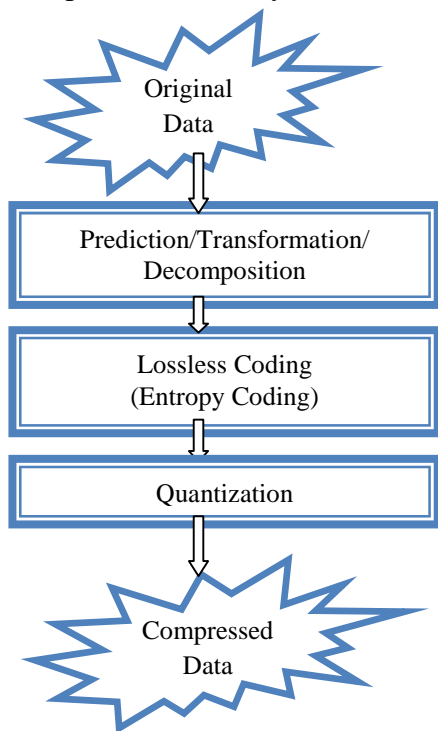 Original
Data
Prediction/Transformation/
Decomposition
Lossless Coding
(Entropy Coding)
Quantization
Compressed
Data